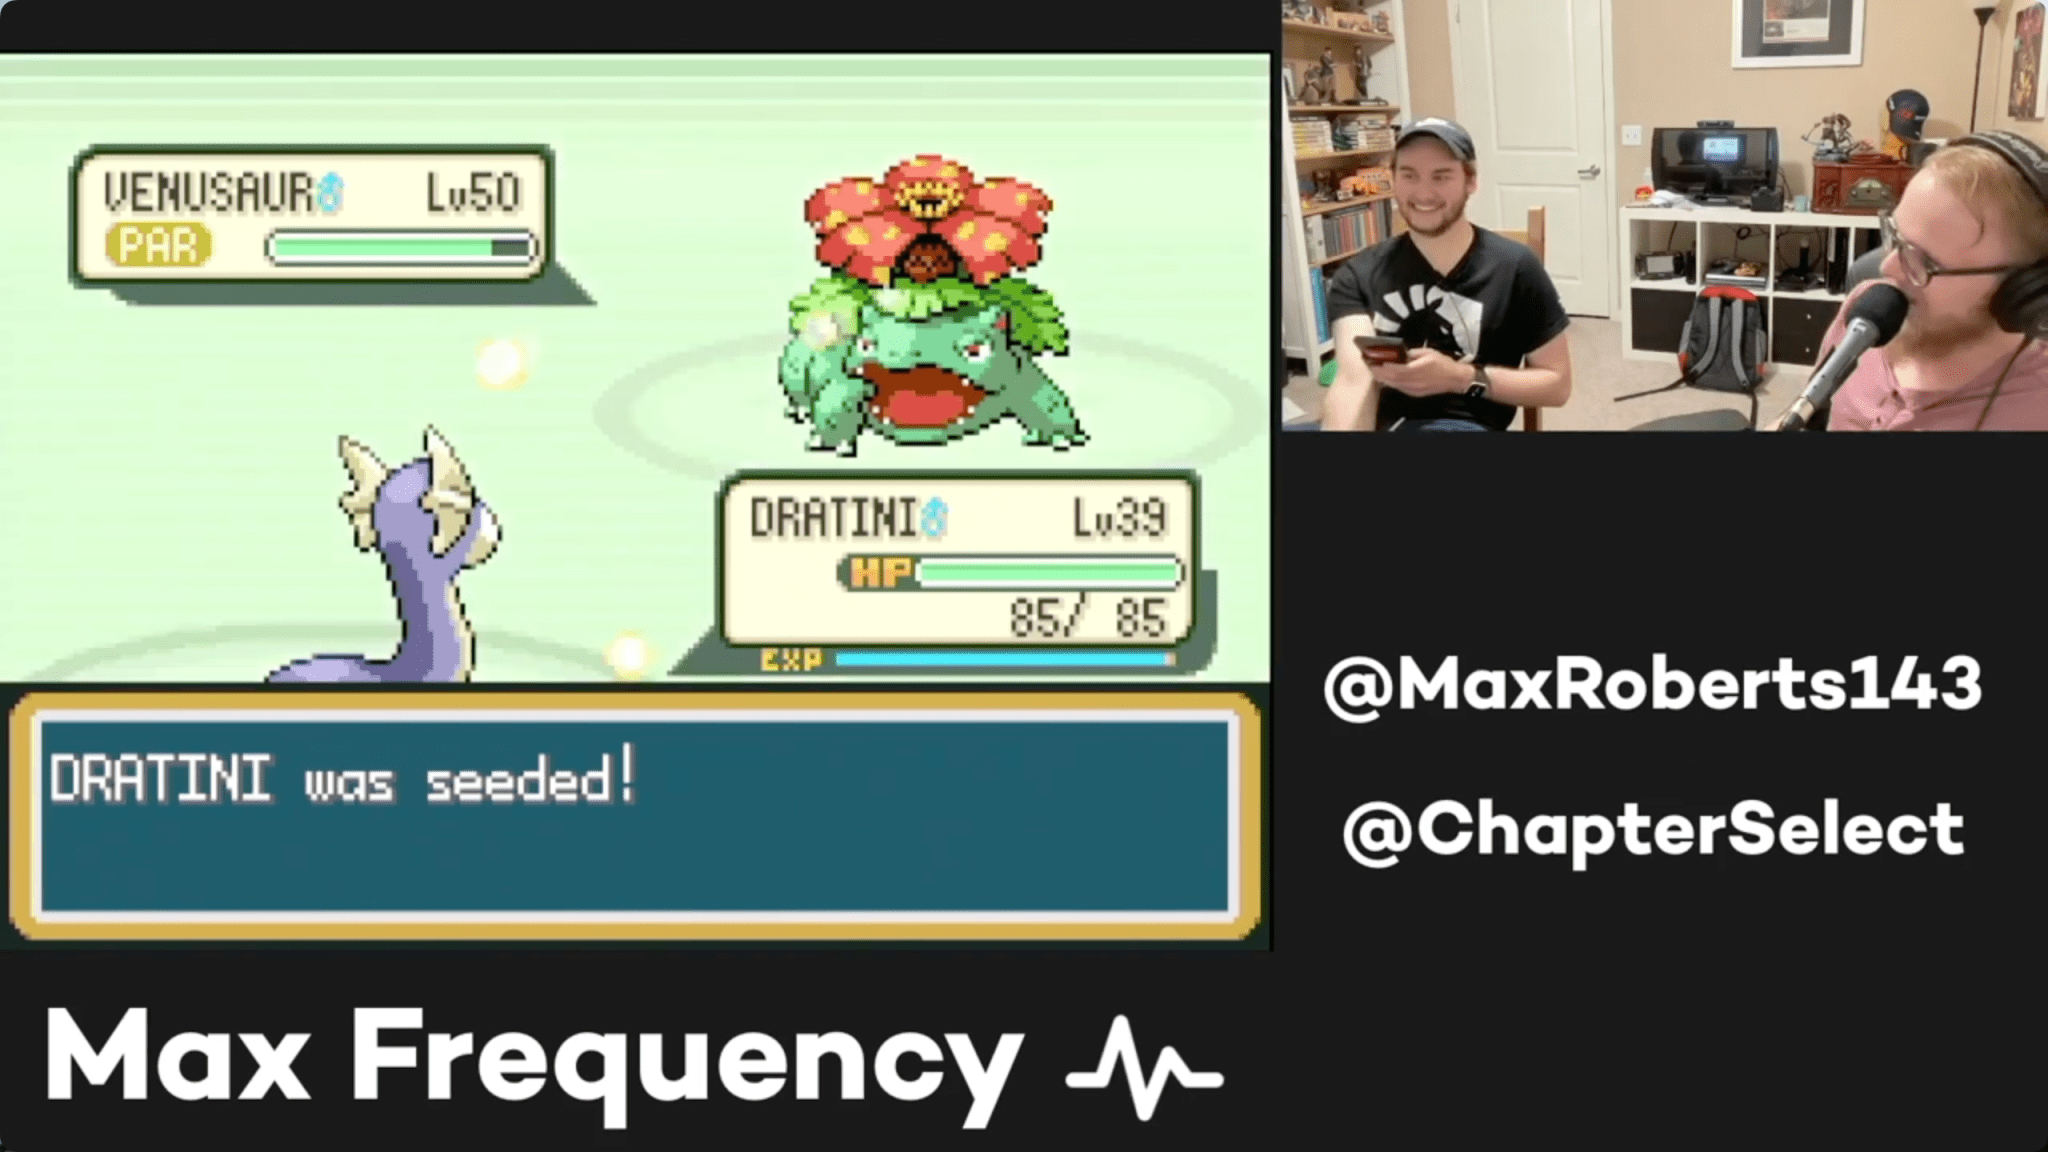 VENUSAUR♂ Lv50
PAR
DRATINI♂ Lv39
HP
85/ 85
EXP
DRATINI was seeded!
@MaxRoberts143
@ChapterSelect
Max Frequency